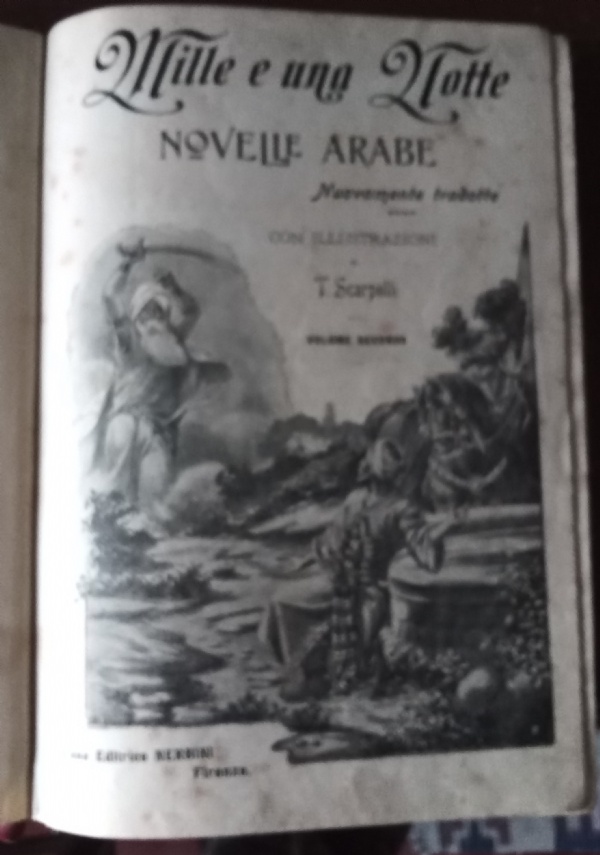 Mille e una Notte
NOVELLE ARABE
Nuovamente tradotte
CON ILLUSTRAZIONI
T. Scarpelli
VOLUME SECONDO
Editrice NERBINI
Firenze.